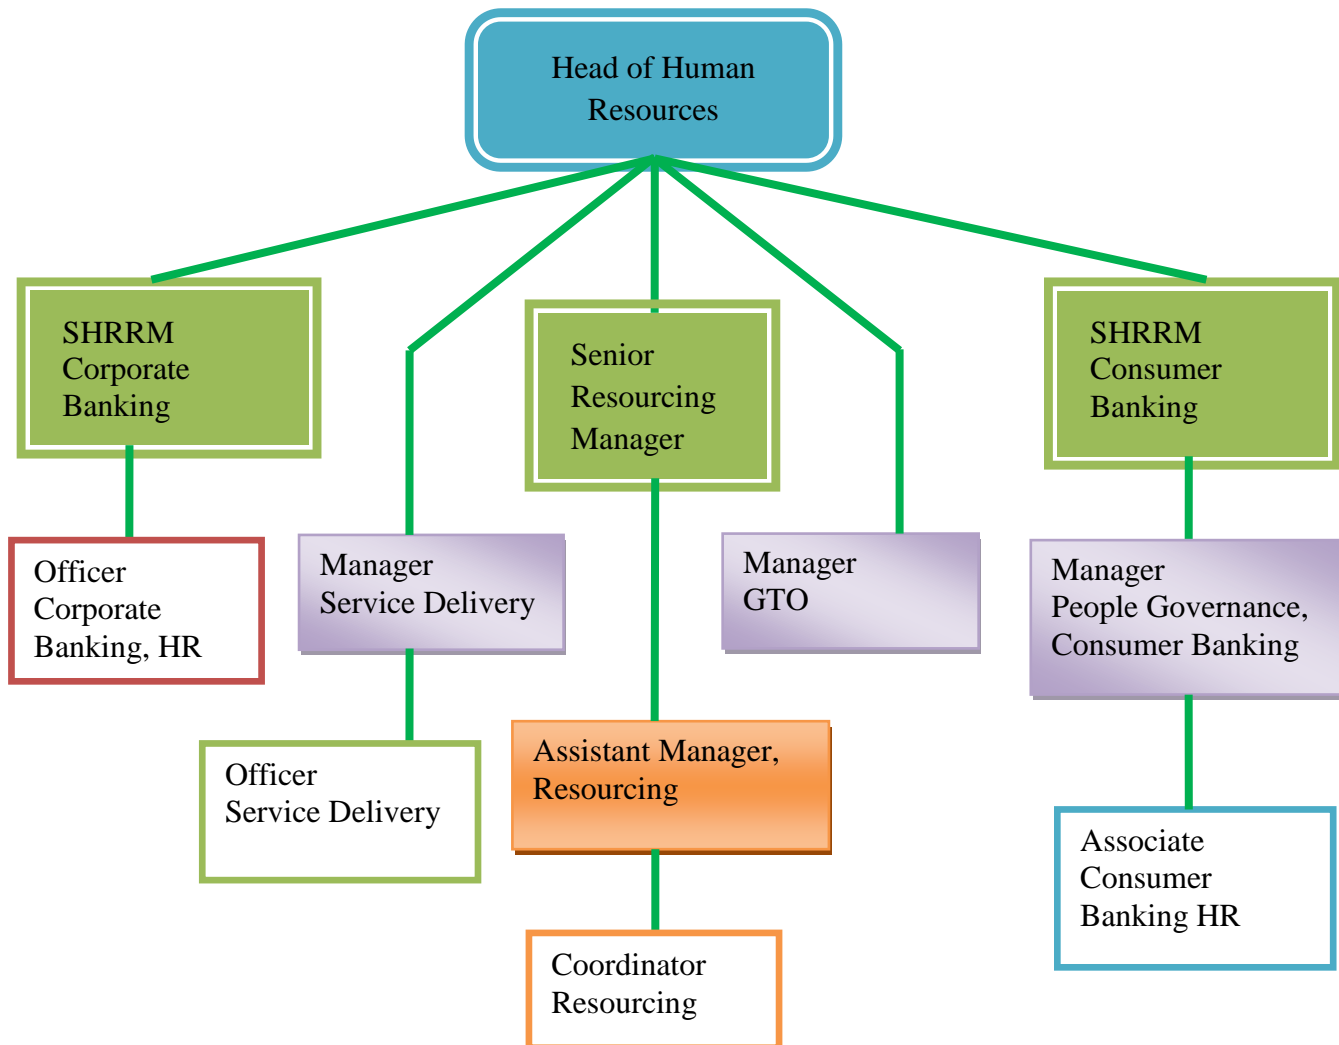 Head of Human
Resources
SHRRM
Corporate
Banking
Senior
Resourcing
Manager
SHRRM
Consumer
Banking
Officer
Corporate
Banking, HR
Manager
Service Delivery
Manager
GTO
Manager
People Governance,
Consumer Banking
Officer
Service Delivery
Assistant Manager,
Resourcing
Associate
Consumer
Banking HR
Coordinator
Resourcing